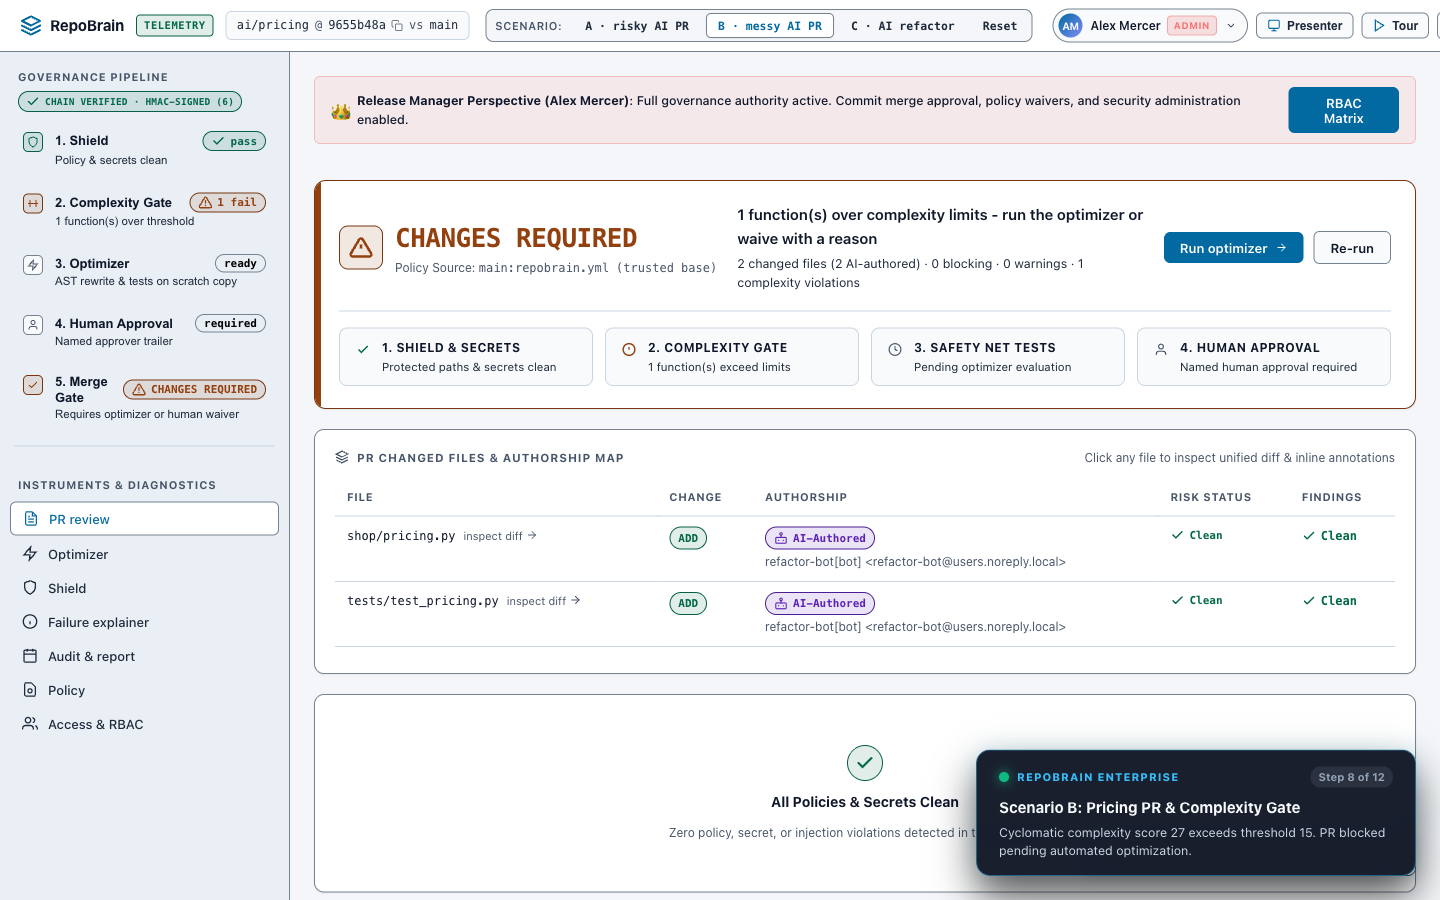 RepoBrain TELEMETRY ai/pricing @ 9655b48a vs main SCENARIO: A · risky AI PR B · messy AI PR C · AI refactor Reset AM Alex Mercer ADMIN Presenter Tour
GOVERNANCE PIPELINE
CHAIN VERIFIED · HMAC-SIGNED (6)
1. Shield pass
Policy & secrets clean
2. Complexity Gate 1 fail
1 function(s) over threshold
3. Optimizer ready
AST rewrite & tests on scratch copy
4. Human Approval required
Named approver trailer
5. Merge Gate CHANGES REQUIRED
Requires optimizer or human waiver
INSTRUMENTS & DIAGNOSTICS
PR review
Optimizer
Shield
Failure explainer
Audit & report
Policy
Access & RBAC
Release Manager Perspective (Alex Mercer): Full governance authority active. Commit merge approval, policy waivers, and security administration
enabled.
RBAC
Matrix
CHANGES REQUIRED
Policy Source: main:repobrain.yml (trusted base)
1 function(s) over complexity limits - run the optimizer or
waive with a reason
2 changed files (2 AI-authored) · 0 blocking · 0 warnings · 1
complexity violations
Run optimizer → Re-run
1. SHIELD & SECRETS
Protected paths & secrets clean
2. COMPLEXITY GATE
1 function(s) exceed limits
3. SAFETY NET TESTS
Pending optimizer evaluation
4. HUMAN APPROVAL
Named human approval required
PR CHANGED FILES & AUTHORSHIP MAP Click any file to inspect unified diff & inline annotations
FILE CHANGE AUTHORSHIP RISK STATUS FINDINGS
shop/pricing.py inspect diff → ADD AI-Authored Clean Clean
refactor-bot[bot] <refactor-bot@users.noreply.local>
tests/test_pricing.py inspect diff → ADD AI-Authored Clean Clean
refactor-bot[bot] <refactor-bot@users.noreply.local>
All Policies & Secrets Clean
Zero policy, secret, or injection violations detected in
REPOBRAIN ENTERPRISE Step 8 of 12
Scenario B: Pricing PR & Complexity Gate
Cyclomatic complexity score 27 exceeds threshold 15. PR blocked
pending automated optimization.